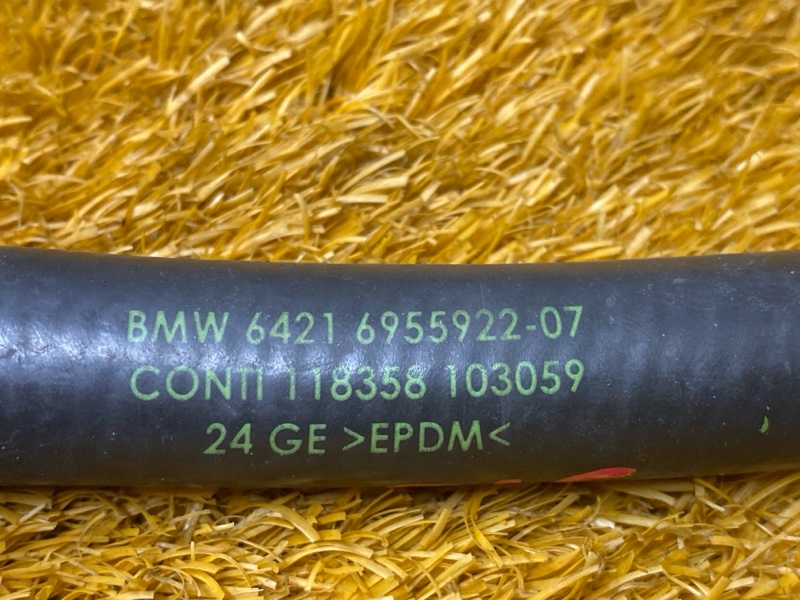 BMW 6421 6955922-07
CONTI 118358 103059
24 GE >EPDM<